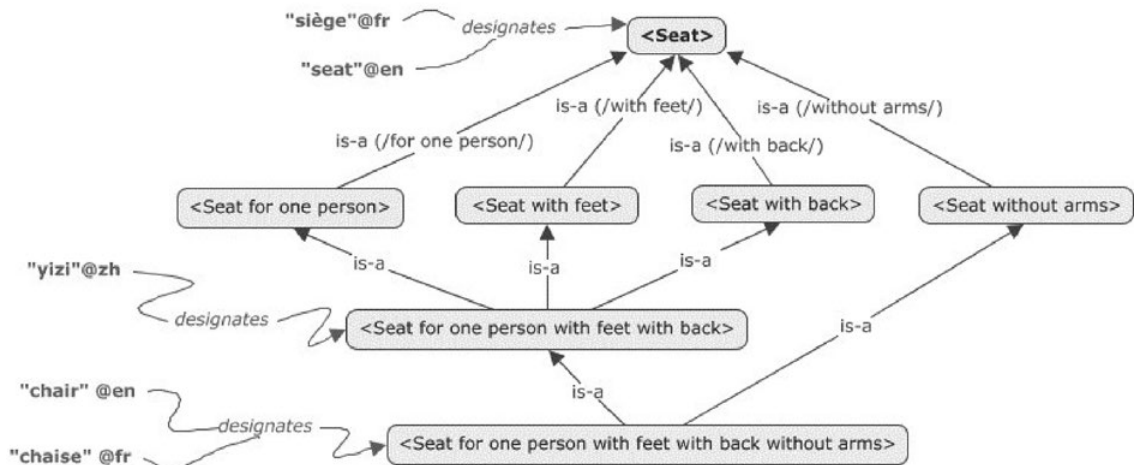 "siège"@fr
designates
<Seat>
"seat"@en
is-a (/with feet/)
is-a (/without arms/)
is-a (/for one person/)
is-a (/with back/)
<Seat for one person>
<Seat with feet>
<Seat with back>
<Seat without arms>
"yizi"@zh
is-a
is-a
is-a
designates
<Seat for one person with feet with back>
is-a
"chair" @en
is-a
designates
<Seat for one person with feet with back without arms>
"chaise" @fr